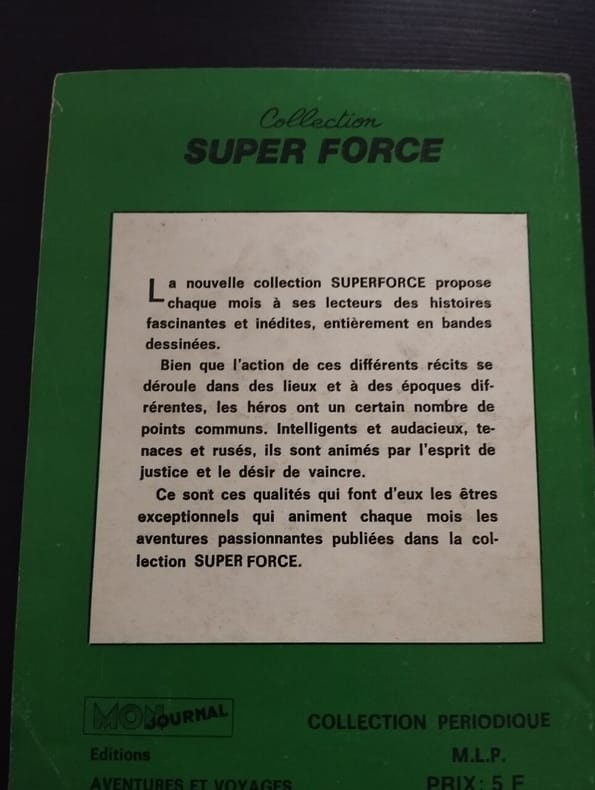 Collection
SUPER FORCE
La nouvelle collection SUPERFORCE propose
chaque mois à ses lecteurs des histoires
fascinantes et inédites, entièrement en bandes
dessinées.
Bien que l'action de ces différents récits se
déroule dans des lieux et à des époques dif-
rérentes, les héros ont un certain nombre de
points communs. Intelligents et audacieux, te-
naces et rusés, ils sont animés par l'esprit de
justice et le désir de vaincre.
Ce sont ces qualités qui font d'eux les êtres
exceptionnels qui animent chaque mois les
aventures passionnantes publiées dans la col-
lection SUPER FORCE.
MON JOURNAL
COLLECTION PERIODIQUE
Editions
M.L.P.
AVENTURES ET VOYAGES
PRIX: 5 F